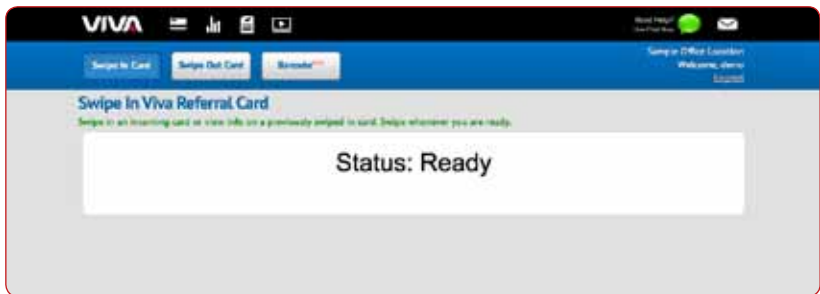 VIVA
Need Help?
Sample Office Location
Welcome, demo
Logout
Swipe In Card
Swipe Out Card
Swipe In Viva Referral Card
Swipe in an incoming card or view info on a previously swiped in card. Swipe whenever you are ready.
Status: Ready